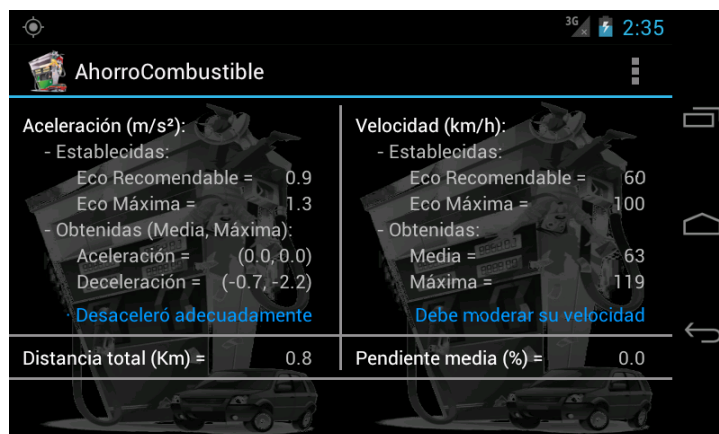 3G 2:35
AhorroCombustible
Aceleración (m/s²):
- Establecidas:
Eco Recomendable = 0.9
Eco Máxima = 1.3
- Obtenidas (Media, Máxima):
Aceleración = (0.0, 0.0)
Deceleración = (-0.7, -2.2)
· Desaceleró adecuadamente
Velocidad (km/h):
- Establecidas:
Eco Recomendable = 60
Eco Máxima = 100
- Obtenidas:
Media = 63
Máxima = 119
Debe moderar su velocidad
Distancia total (Km) = 0.8
Pendiente media (%) = 0.0